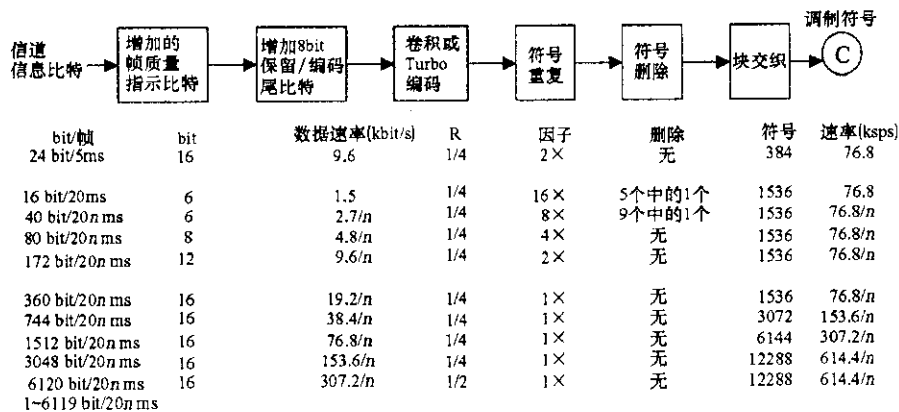 调制符号
信道
信息比特
增加的
帧质量
指示比特
增加8bit
保留/编码
尾比特
卷积或
Turbo
编码
符号
重复
符号
删除
块交织
C
bit/帧 bit 数据速率(kbit/s) R 因子 删除 符号 速率(ksps)
24 bit/5ms 16 9.6 1/4 2× 无 384 76.8
16 bit/20ms 6 1.5 1/4 16× 5个中的1个 1536 76.8
40 bit/20n ms 6 2.7/n 1/4 8× 9个中的1个 1536 76.8/n
80 bit/20n ms 8 4.8/n 1/4 4× 无 1536 76.8/n
172 bit/20n ms 12 9.6/n 1/4 2× 无 1536 76.8/n
360 bit/20n ms 16 19.2/n 1/4 1× 无 1536 76.8/n
744 bit/20n ms 16 38.4/n 1/4 1× 无 3072 153.6/n
1512 bit/20n ms 16 76.8/n 1/4 1× 无 6144 307.2/n
3048 bit/20n ms 16 153.6/n 1/4 1× 无 12288 614.4/n
6120 bit/20n ms 16 307.2/n 1/2 1× 无 12288 614.4/n
1~6119 bit/20n ms